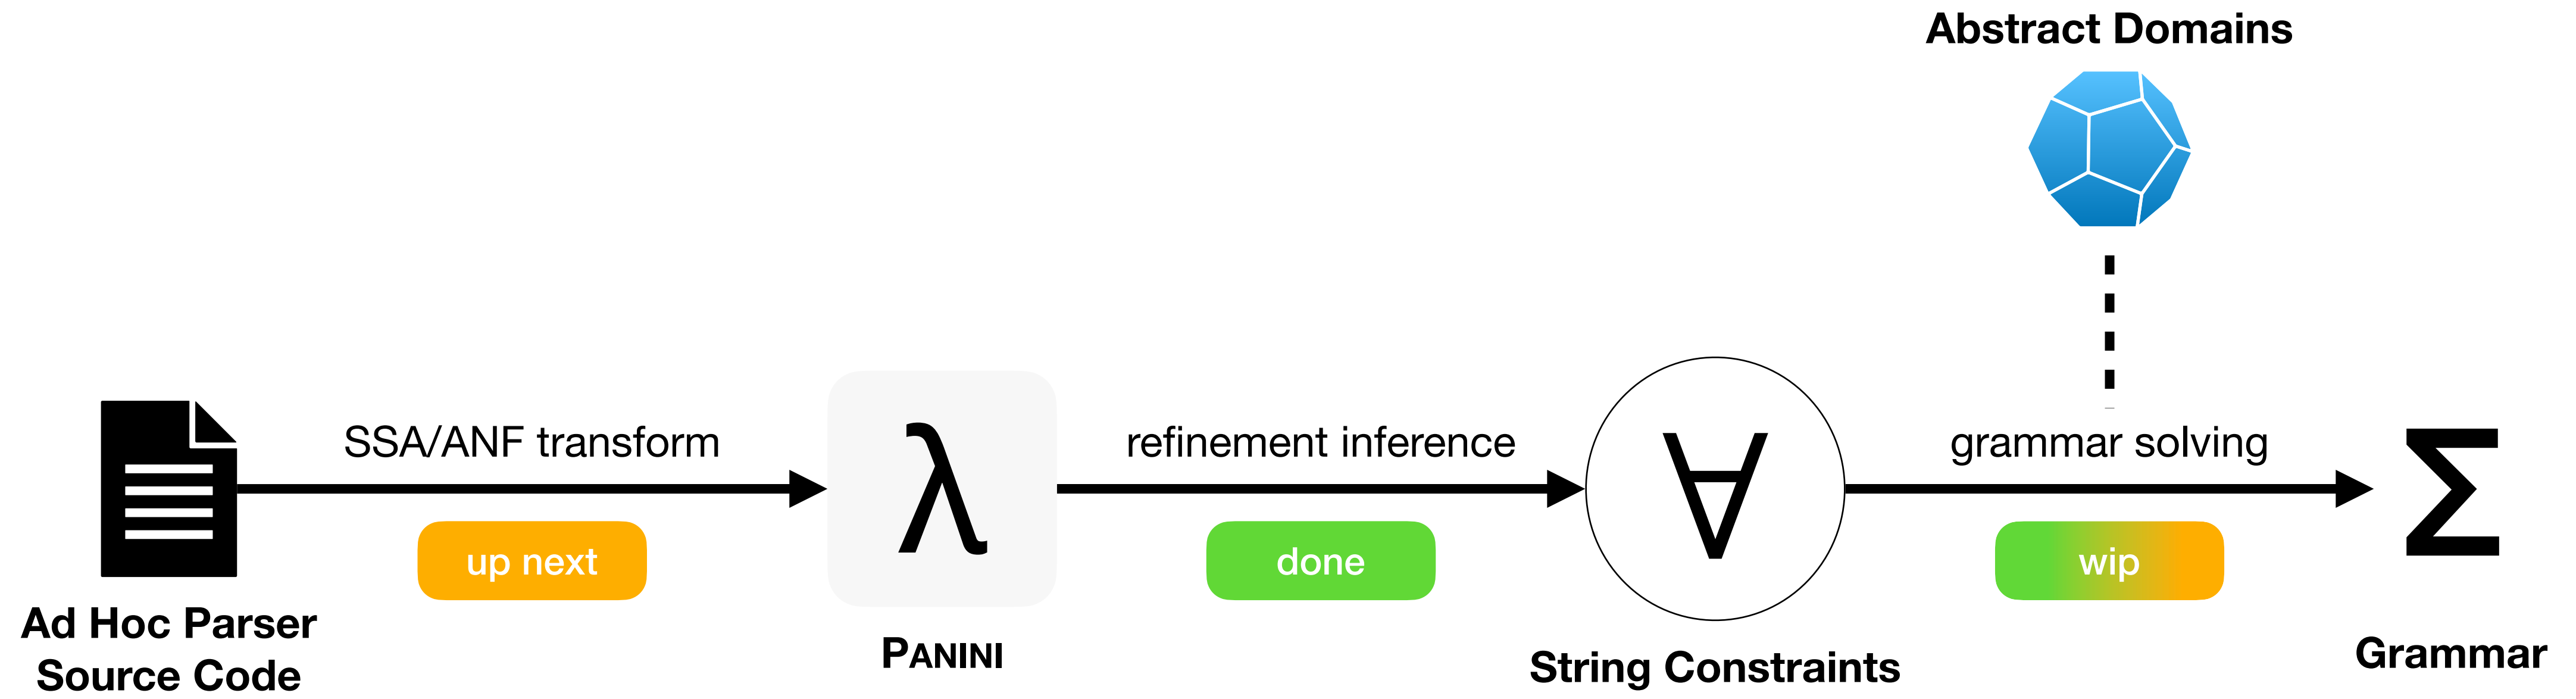 Abstract Domains
SSA/ANF transform
refinement inference
grammar solving
λ
∀
Σ
up next
done
wip
Ad Hoc Parser
Source Code
PANINI
String Constraints
Grammar